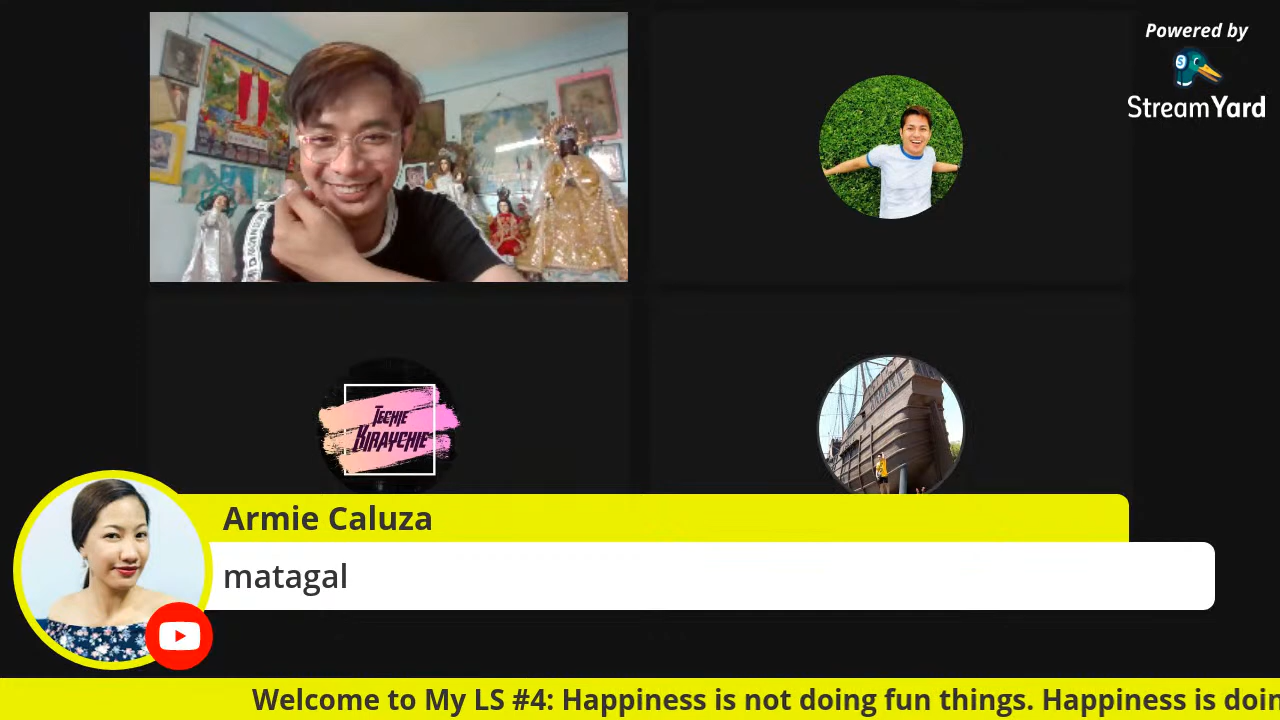 Powered by
StreamYard
TECHIE
KIRAYCHIE
Armie Caluza
matagal
Welcome to My LS #4: Happiness is not doing fun things. Happiness is doin